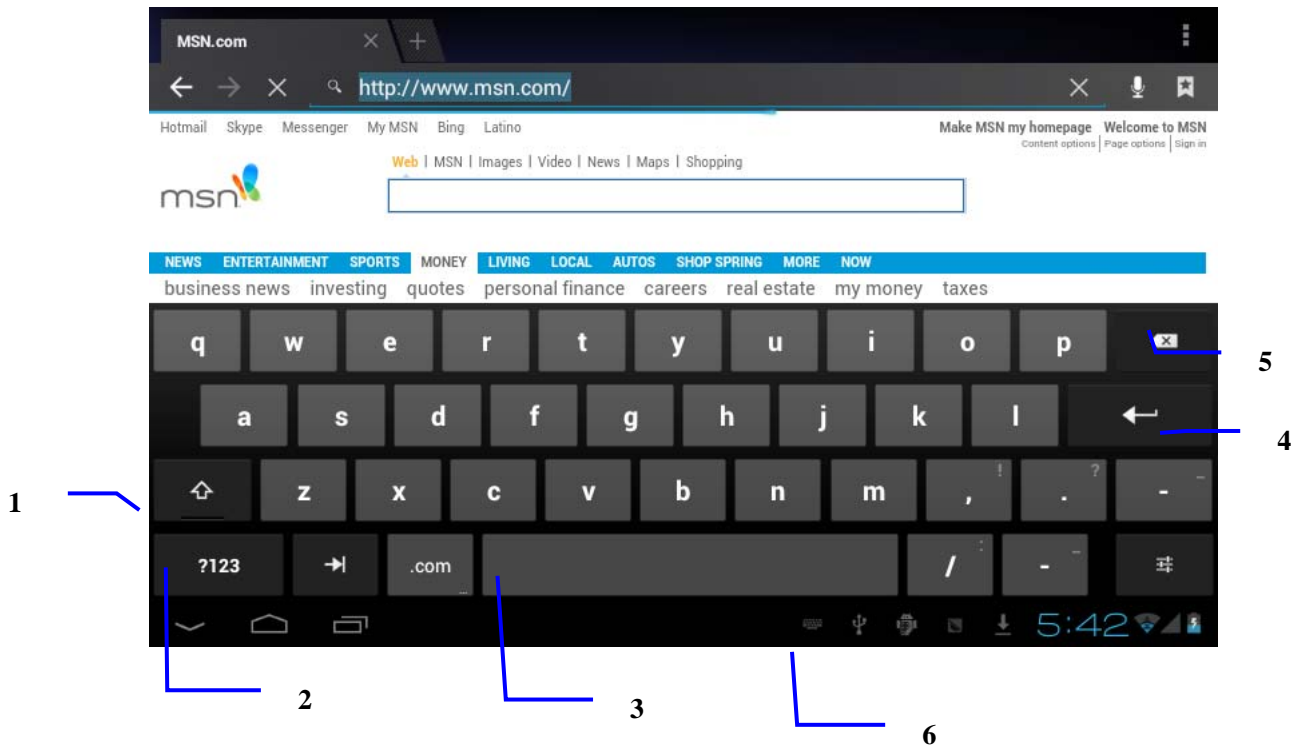 MSN.com
http://www.msn.com/
Hotmail Skype Messenger My MSN Bing Latino Make MSN my homepage Welcome to MSN
Content options | Page options | Sign in
Web | MSN | Images | Video | News | Maps | Shopping
msn
NEWS ENTERTAINMENT SPORTS MONEY LIVING LOCAL AUTOS SHOP SPRING MORE NOW
business news investing quotes personal finance careers real estate my money taxes
q w e r t y u i o p
5
a s d f g h j k l
4
! ? _
z x c v b n m , . -
1
: _
?123 .com / -
5:42
2 3 6